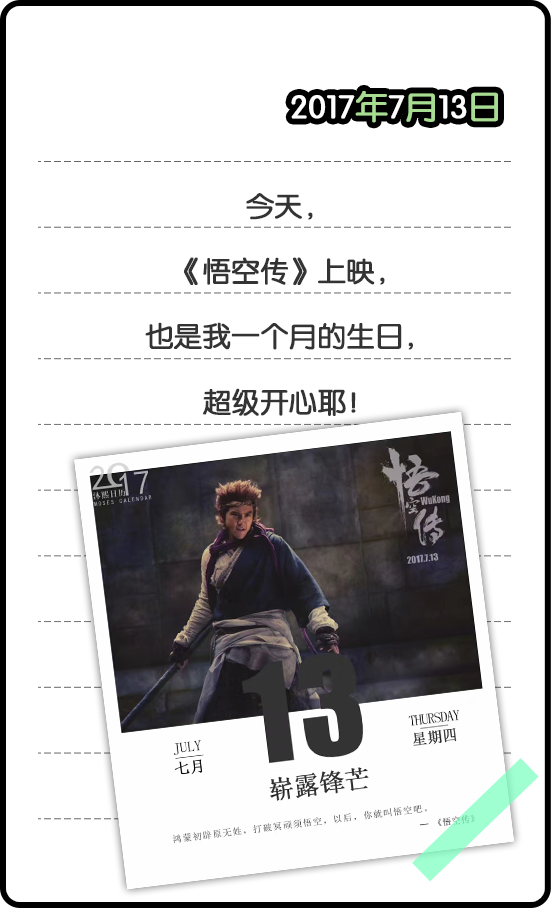 2017年7月13日
今天，
《悟空传》上映，
也是我一个月的生日，
超级开心耶！
2017
沐熙日历
MOSES CALENDAR
悟空传
WuKong
2017.7.13
13
JULY
七月
THURSDAY
星期四
崭露锋芒
鸿蒙初辟原无姓，打破冥顽须悟空，以后，你就叫悟空吧。
—《悟空传》